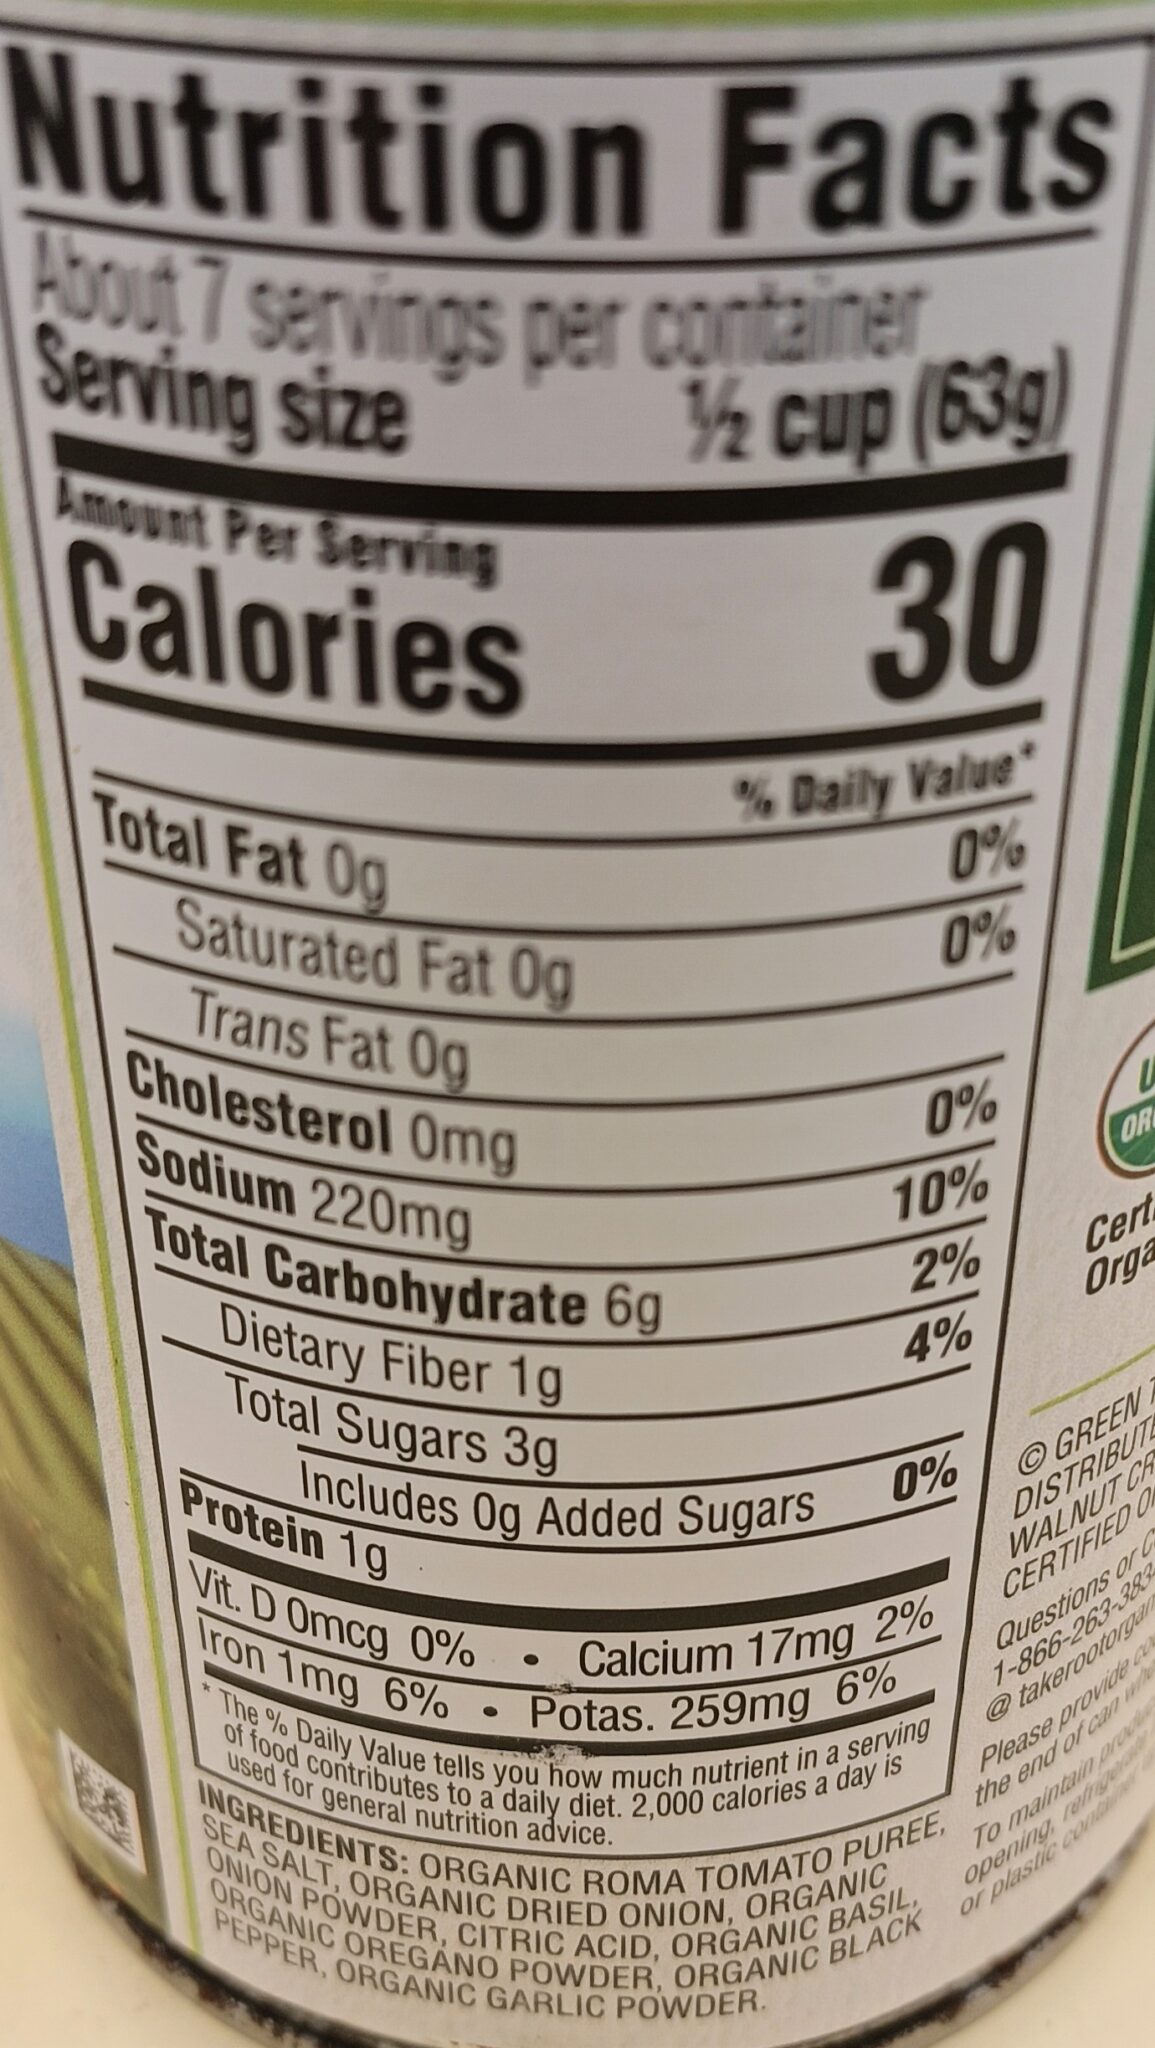 Nutrition Facts
About 7 servings per container
Serving size ½ cup (63g)
Amount Per Serving
Calories 30
% Daily Value*
Total Fat 0g 0%
Saturated Fat 0g 0%
Trans Fat 0g
Cholesterol 0mg 0%
Sodium 220mg 10%
Total Carbohydrate 6g 2%
Dietary Fiber 1g 4%
Total Sugars 3g
Includes 0g Added Sugars 0%
Protein 1g
Vit. D 0mcg 0% • Calcium 17mg 2%
Iron 1mg 6% • Potas. 259mg 6%
* The % Daily Value tells you how much nutrient in a serving
of food contributes to a daily diet. 2,000 calories a day is
used for general nutrition advice.
INGREDIENTS: ORGANIC ROMA TOMATO PUREE,
SEA SALT, ORGANIC DRIED ONION, ORGANIC
ONION POWDER, CITRIC ACID, ORGANIC BASIL,
ORGANIC OREGANO POWDER, ORGANIC BLACK
PEPPER, ORGANIC GARLIC POWDER.
© GREEN
WALNUT
CERTIFIED
Questions or
1-866-263-383
@
Please provide
the end of can
To maintain
opening,
or plastic